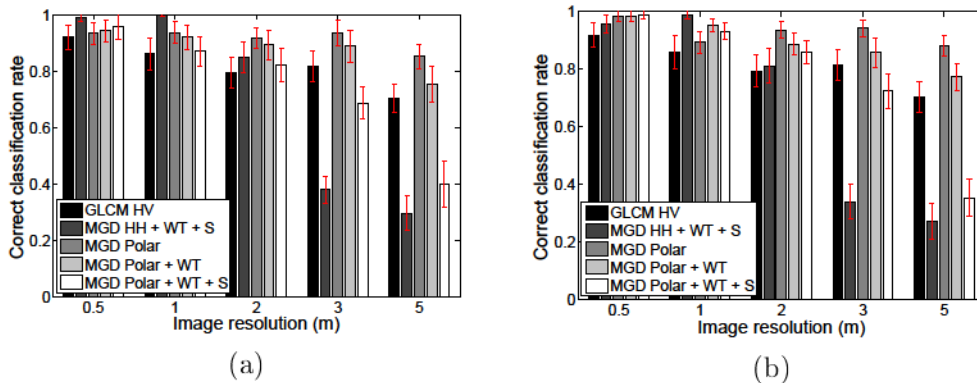 1
0.8
0.6
0.4
0.2
0
Correct classification rate
GLCM HV
MGD HH + WT + S
MGD Polar
MGD Polar + WT
MGD Polar + WT + S
0.5 1 2 3 5
Image resolution (m)
(a)
1
0.8
0.6
0.4
0.2
0
Correct classification rate
GLCM HV
MGD HH + WT + S
MGD Polar
MGD Polar + WT
MGD Polar + WT + S
0.5 1 2 3 5
Image resolution (m)
(b)